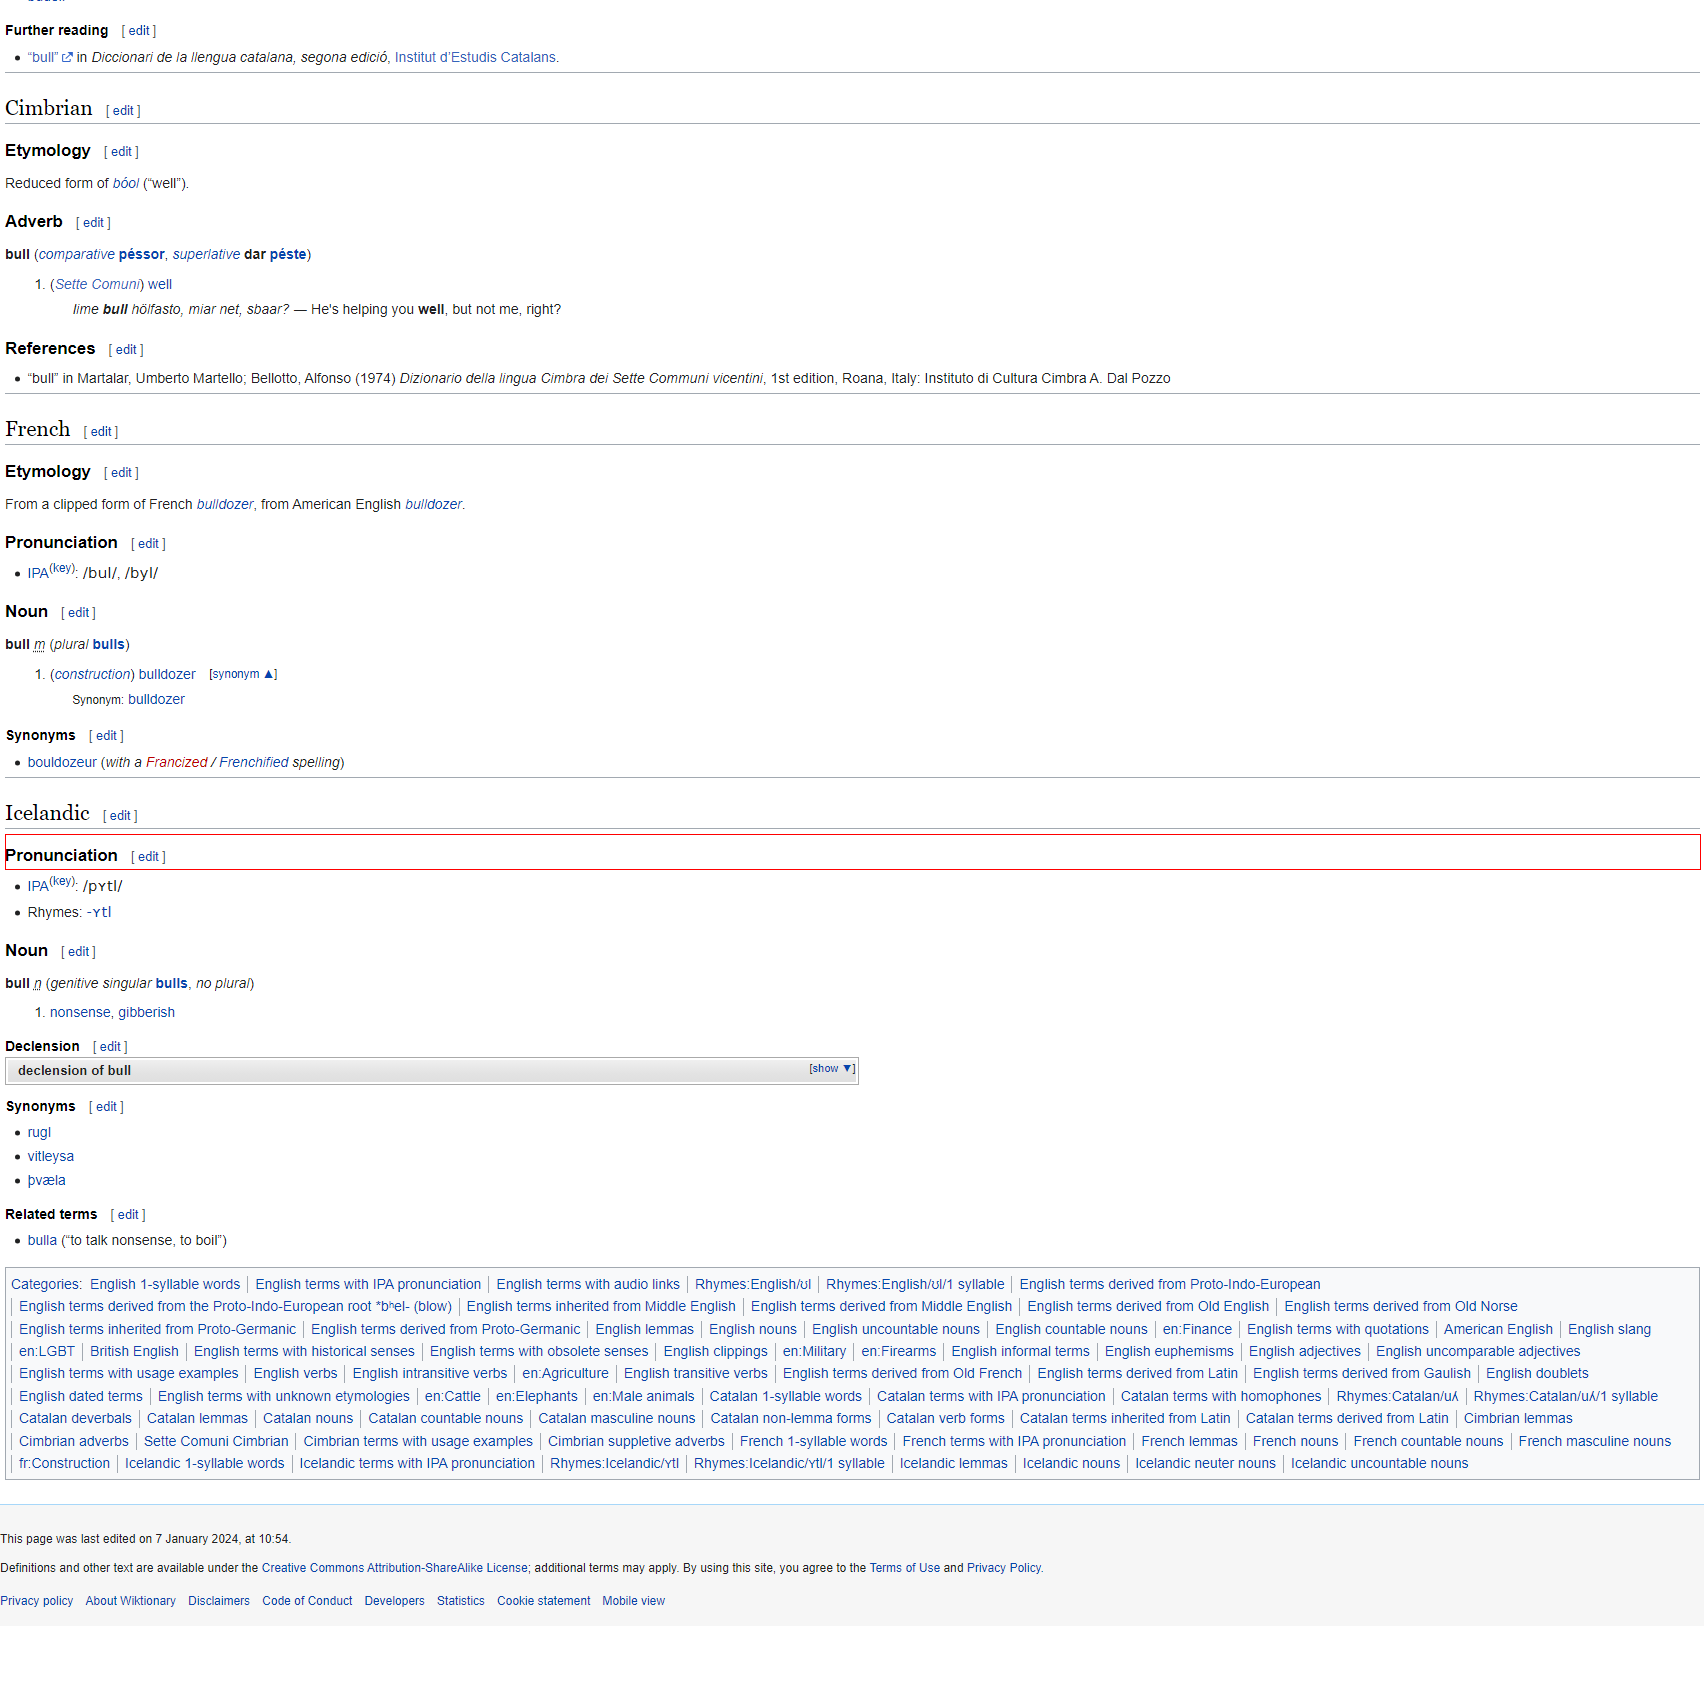 Further reading [ edit ]
“bull” in Diccionari de la llengua catalana, segona edició, Institut d’Estudis Catalans.
Cimbrian [ edit ]
Etymology [ edit ]
Reduced form of bóol (“well”).
Adverb [ edit ]
bull (comparative péssor, superlative dar péste)
1. (Sette Comuni) well
Iime bull hölfasto, miar net, sbaar? — He's helping you well, but not me, right?
References [ edit ]
“bull” in Martalar, Umberto Martello; Bellotto, Alfonso (1974) Dizionario della lingua Cimbra dei Sette Communi vicentini, 1st edition, Roana, Italy: Instituto di Cultura Cimbra A. Dal Pozzo
French [ edit ]
Etymology [ edit ]
From a clipped form of French bulldozer, from American English bulldozer.
Pronunciation [ edit ]
IPA(key): /bul/, /byl/
Noun [ edit ]
bull m (plural bulls)
1. (construction) bulldozer [synonym ▲]
Synonym: bulldozer
Synonyms [ edit ]
bouldozeur (with a Francized / Frenchified spelling)
Icelandic [ edit ]
Pronunciation [ edit ]
IPA(key): /pʏtl/
Rhymes: -ʏtl
Noun [ edit ]
bull n (genitive singular bulls, no plural)
1. nonsense, gibberish
Declension [ edit ]
declension of bull [show ▼]
Synonyms [ edit ]
rugl
vitleysa
þvæla
Related terms [ edit ]
bulla (“to talk nonsense, to boil”)
Categories: English 1-syllable words | English terms with IPA pronunciation | English terms with audio links | Rhymes:English/ʊl | Rhymes:English/ʊl/1 syllable | English terms derived from Proto-Indo-European
| English terms derived from the Proto-Indo-European root *bʰel- (blow) | English terms inherited from Middle English | English terms derived from Middle English | English terms derived from Old English | English terms derived from Old Norse
| English terms inherited from Proto-Germanic | English terms derived from Proto-Germanic | English lemmas | English nouns | English uncountable nouns | English countable nouns | en:Finance | English terms with quotations | American English | English slang
| en:LGBT | British English | English terms with historical senses | English terms with obsolete senses | English clippings | en:Military | en:Firearms | English informal terms | English euphemisms | English adjectives | English uncomparable adjectives
| English terms with usage examples | English verbs | English intransitive verbs | en:Agriculture | English transitive verbs | English terms derived from Old French | English terms derived from Latin | English terms derived from Gaulish | English doublets
| English dated terms | English terms with unknown etymologies | en:Cattle | en:Elephants | en:Male animals | Catalan 1-syllable words | Catalan terms with IPA pronunciation | Catalan terms with homophones | Rhymes:Catalan/uʎ | Rhymes:Catalan/uʎ/1 syllable
| Catalan deverbals | Catalan lemmas | Catalan nouns | Catalan countable nouns | Catalan masculine nouns | Catalan non-lemma forms | Catalan verb forms | Catalan terms inherited from Latin | Catalan terms derived from Latin | Cimbrian lemmas
| Cimbrian adverbs | Sette Comuni Cimbrian | Cimbrian terms with usage examples | Cimbrian suppletive adverbs | French 1-syllable words | French terms with IPA pronunciation | French lemmas | French nouns | French countable nouns | French masculine nouns
| fr:Construction | Icelandic 1-syllable words | Icelandic terms with IPA pronunciation | Rhymes:Icelandic/ʏtl | Rhymes:Icelandic/ʏtl/1 syllable | Icelandic lemmas | Icelandic nouns | Icelandic neuter nouns | Icelandic uncountable nouns
This page was last edited on 7 January 2024, at 10:54.
Definitions and other text are available under the Creative Commons Attribution-ShareAlike License; additional terms may apply. By using this site, you agree to the Terms of Use and Privacy Policy.
Privacy policy About Wiktionary Disclaimers Code of Conduct Developers Statistics Cookie statement Mobile view